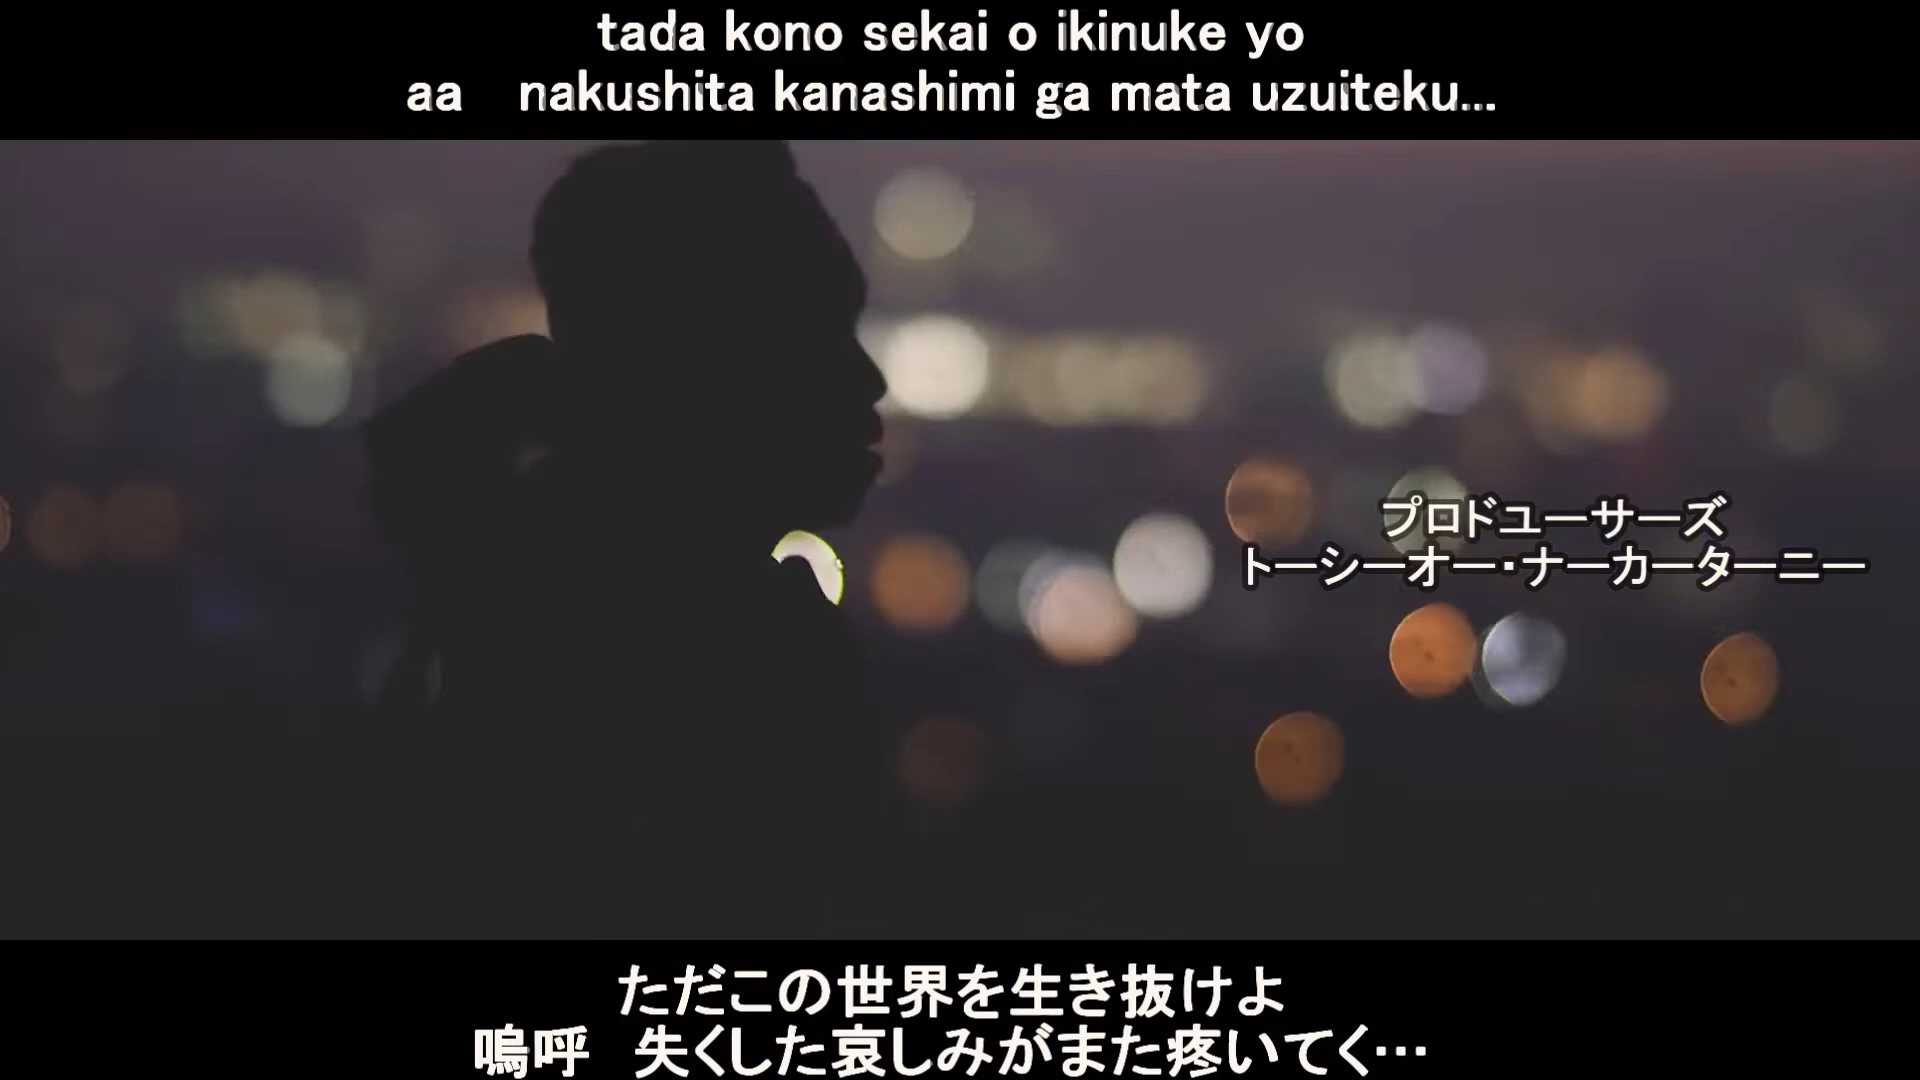 tada kono sekai o ikinuke yo
aa　nakushita kanashimi ga mata uzuiteku...
プロドユーサーズ
トーシーオー・ナーカーターニー
ただこの世界を生き抜けよ
嗚呼　失くした哀しみがまた疼いてく…